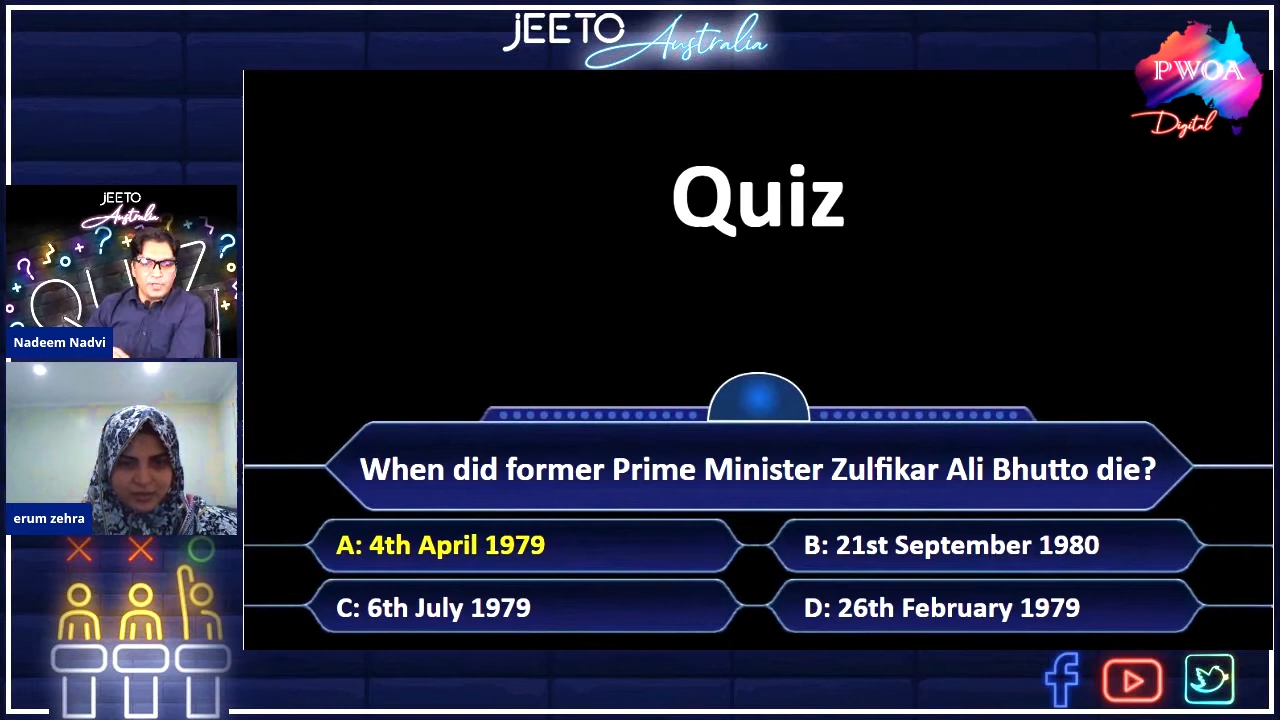 JEETO
Australia
PWOA
Digital
JEETO
Australia
QUIZ
Nadeem Nadvi
erum zehra
Quiz
When did former Prime Minister Zulfikar Ali Bhutto die?
A: 4th April 1979
B: 21st September 1980
C: 6th July 1979
D: 26th February 1979